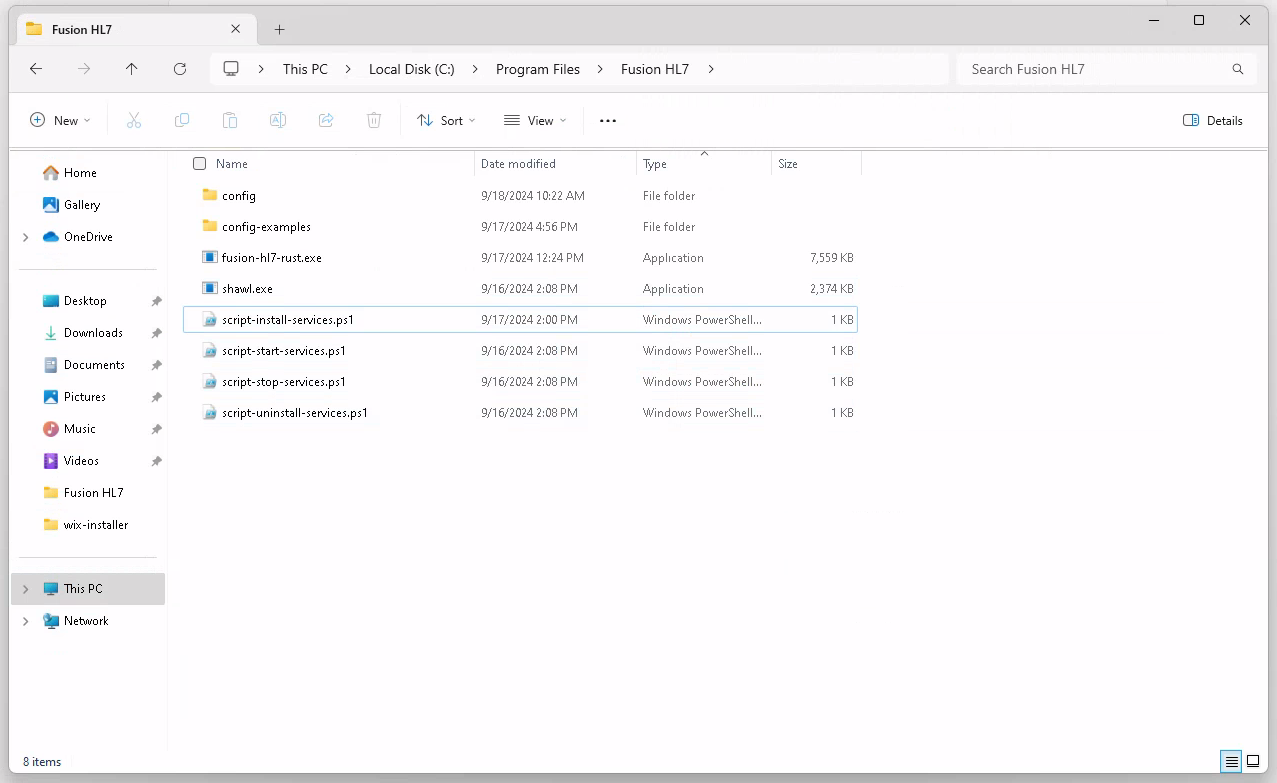 Fusion HL7
This PC > Local Disk (C:) > Program Files > Fusion HL7 >
Search Fusion HL7
New
Sort
View
Details
Name Date modified Type Size
config 9/18/2024 10:22 AM File folder
config-examples 9/17/2024 4:56 PM File folder
fusion-hl7-rust.exe 9/17/2024 12:24 PM Application 7,559 KB
shawl.exe 9/16/2024 2:08 PM Application 2,374 KB
script-install-services.ps1 9/17/2024 2:00 PM Windows PowerShell... 1 KB
script-start-services.ps1 9/16/2024 2:08 PM Windows PowerShell... 1 KB
script-stop-services.ps1 9/16/2024 2:08 PM Windows PowerShell... 1 KB
script-uninstall-services.ps1 9/16/2024 2:08 PM Windows PowerShell... 1 KB
Home
Gallery
OneDrive
Desktop
Downloads
Documents
Pictures
Music
Videos
Fusion HL7
wix-installer
This PC
Network
8 items